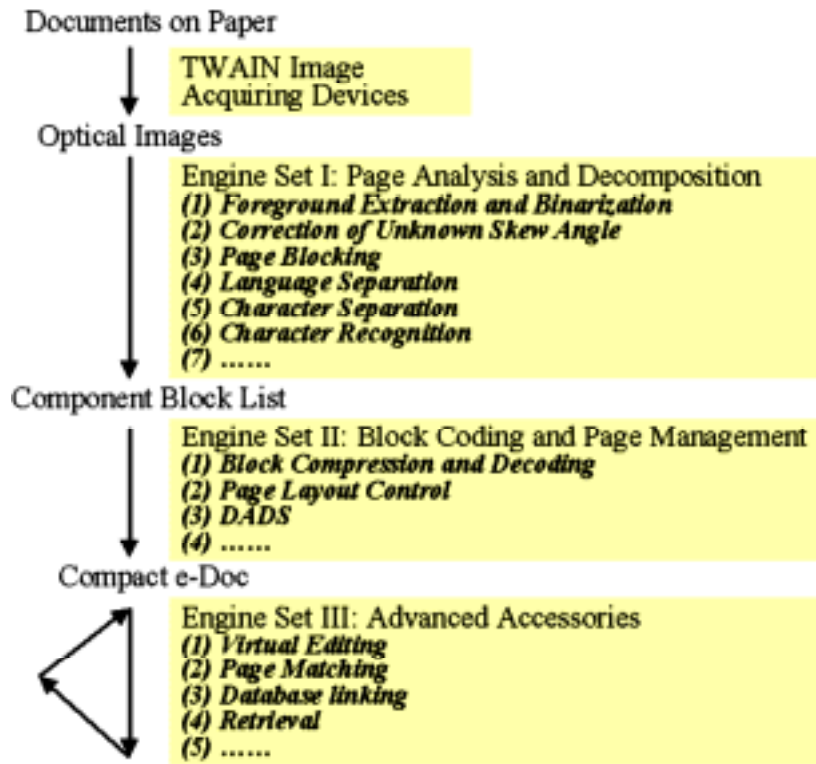 Documents on Paper
TWAIN Image
Acquiring Devices
Optical Images
Engine Set I: Page Analysis and Decomposition
(1) Foreground Extraction and Binarization
(2) Correction of Unknown Skew Angle
(3) Page Blocking
(4) Language Separation
(5) Character Separation
(6) Character Recognition
(7) ......
Component Block List
Engine Set II: Block Coding and Page Management
(1) Block Compression and Decoding
(2) Page Layout Control
(3) DADS
(4) ......
Compact e-Doc
Engine Set III: Advanced Accessories
(1) Virtual Editing
(2) Page Matching
(3) Database linking
(4) Retrieval
(5) ......